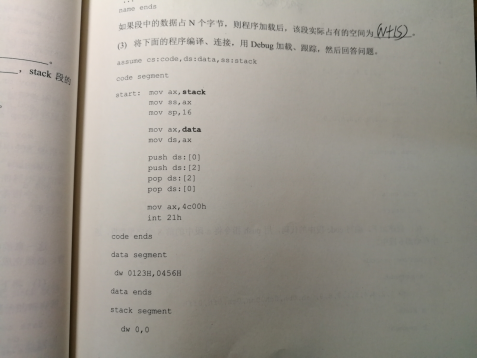 name ends
如果段中的数据占 N 个字节，则程序加载后，该段实际占有的空间为 (N+15) 。
(3) 将下面的程序编译、连接，用 Debug 加载、跟踪，然后回答问题。
assume cs:code,ds:data,ss:stack
code segment
start: mov ax,stack
mov ss,ax
mov sp,16
mov ax,data
mov ds,ax
push ds:[0]
push ds:[2]
pop ds:[2]
pop ds:[0]
mov ax,4c00h
int 21h
code ends
data segment
dw 0123H,0456H
data ends
stack segment
dw 0,0
。
，stack 段的